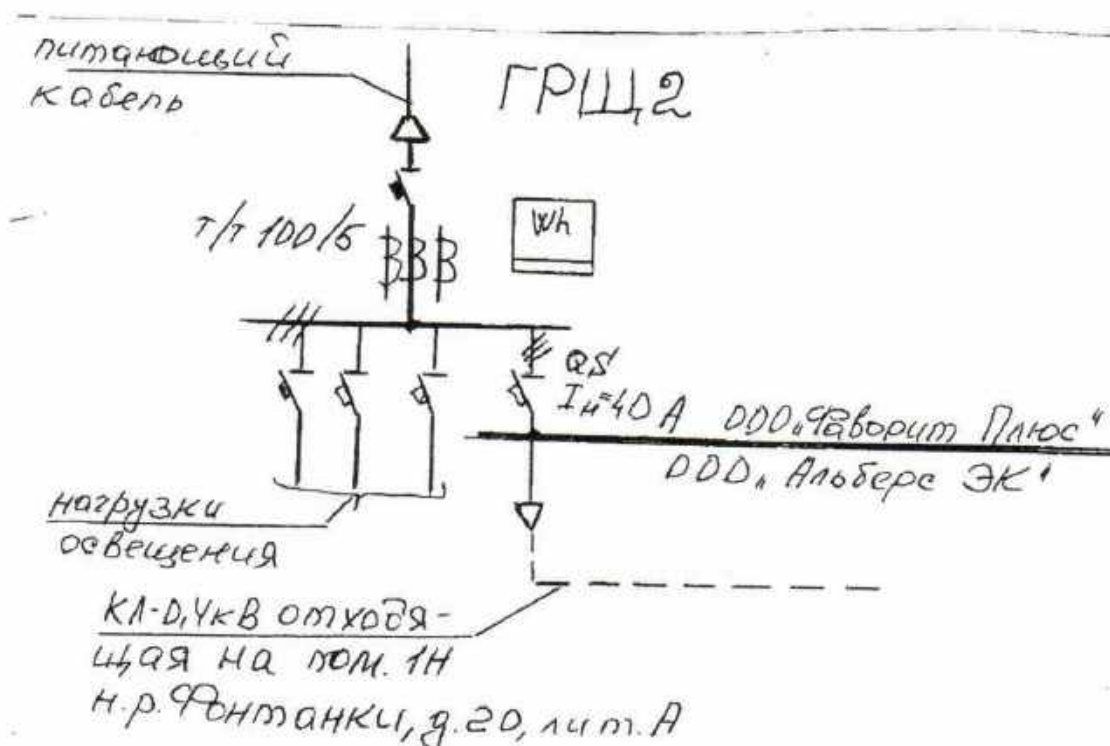 питающий
кабель
ГРЩ2
т/т 100/5
Wh
QS
Iн=40А
ООО „Фаворит Плюс“
ООО „Альберс ЭК“
нагрузки
освещения
КЛ-0,4кВ отходя-
щая на пом. 1Н
н.р.Фонтанки, д.20, лит.А